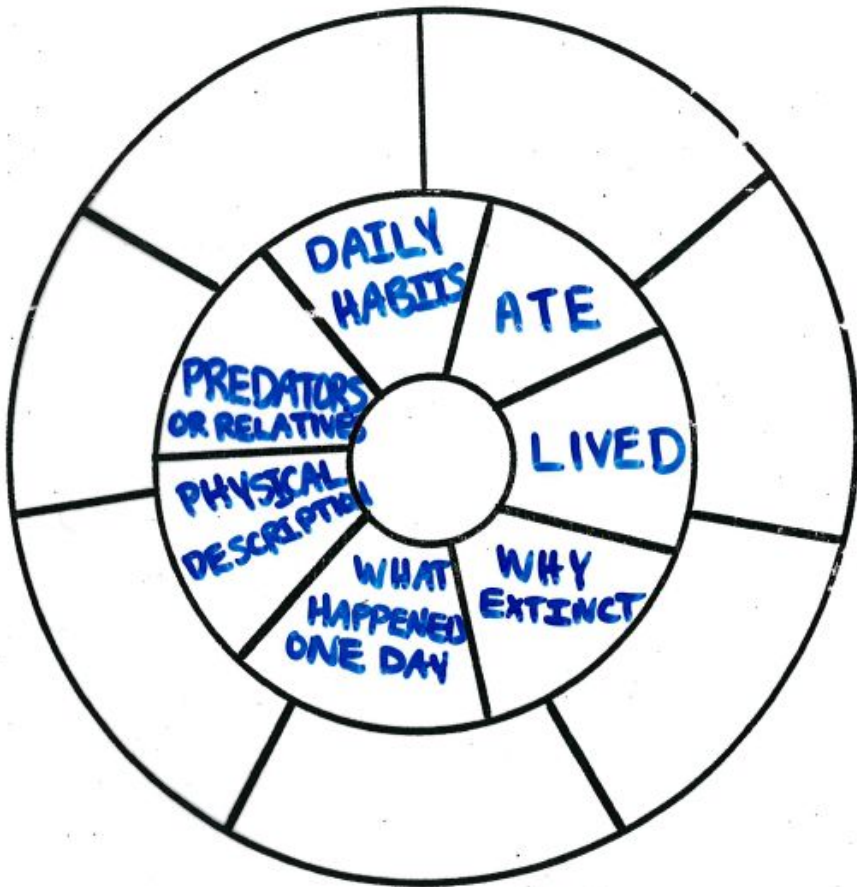 DAILY
HABITS
ATE
LIVED
WHY
EXTINCT
WHAT
HAPPENED
ONE DAY
PHYSICAL
DESCRIPTION
PREDATORS
OR RELATIVES